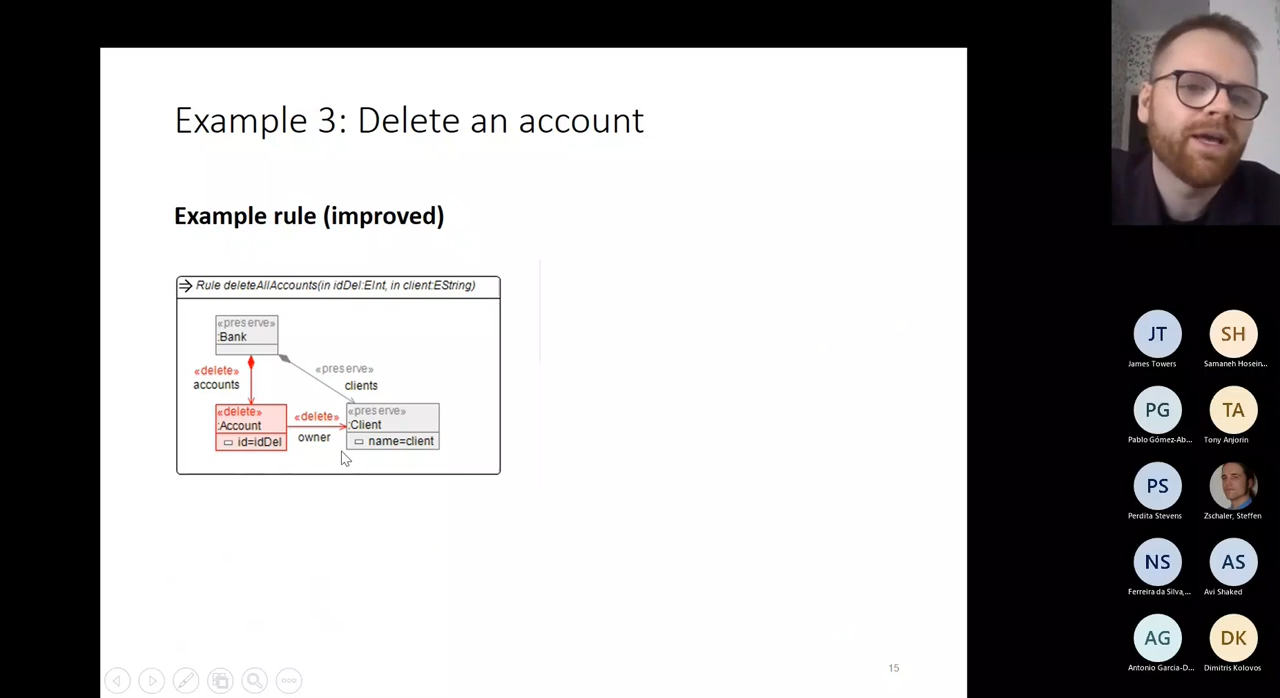 Example 3: Delete an account
Example rule (improved)
Rule deleteAllAccounts(in idDel:EInt, in client:EString)
«preserve»
:Bank
«delete»
accounts
«preserve»
clients
«delete»
:Account
id=idDel
«delete»
owner
«preserve»
:Client
name=client
15
JT
James Towers
SH
Samaneh Hosein...
PG
Pablo Gómez-Ab...
TA
Tony Anjorin
PS
Perdita Stevens
Zschaler, Steffen
NS
Ferreira da Silva,...
AS
Avi Shaked
AG
Antonio Garcia-D...
DK
Dimitris Kolovos